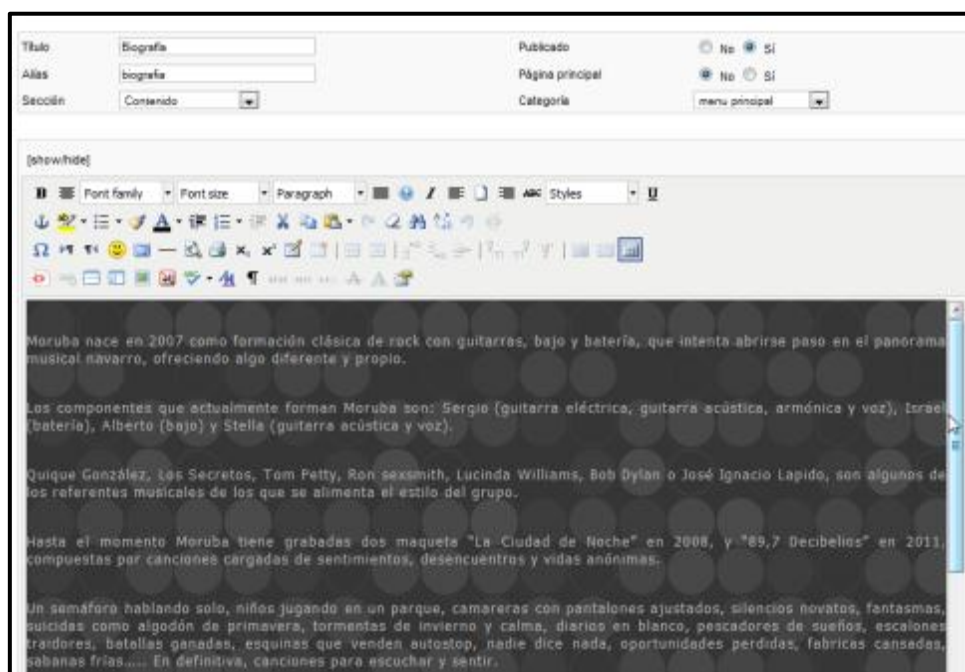 Título Biografía Publicado No Sí
Alias biografia Página principal No Sí
Sección Contenido Categoría menu principal
[show/hide]
B Font family Font size Paragraph I ABC Styles U
Moruba nace en 2007 como formación clásica de rock con guitarras, bajo y batería, que intenta abrirse paso en el panorama
musical navarro, ofreciendo algo diferente y propio.
Los componentes que actualmente forman Moruba son: Sergio (guitarra eléctrica, guitarra acústica, armónica y voz), Israel
(batería), Alberto (bajo) y Stella (guitarra acústica y voz).
Quique González, Los Secretos, Tom Petty, Ron sexsmith, Lucinda Williams, Bob Dylan o José Ignacio Lapido, son algunos de
los referentes musicales de los que se alimenta el estilo del grupo.
Hasta el momento Moruba tiene grabadas dos maqueta "La Ciudad de Noche" en 2008, y "89,7 Decibelios" en 2011,
compuestas por canciones cargadas de sentimientos, desencuentros y vidas anónimas.
Un semáforo hablando solo, niños jugando en un parque, camareras con pantalones ajustados, silencios novatos, fantasmas,
suicidas como algodón de primavera, tormentas de invierno y calma, diarios en blanco, pescadores de sueños, escalones
traidores, batallas ganadas, esquinas que venden autostop, nadie dice nada, oportunidades perdidas, fabricas cansadas,
sabanas frías..... En definitiva, canciones para escuchar y sentir.